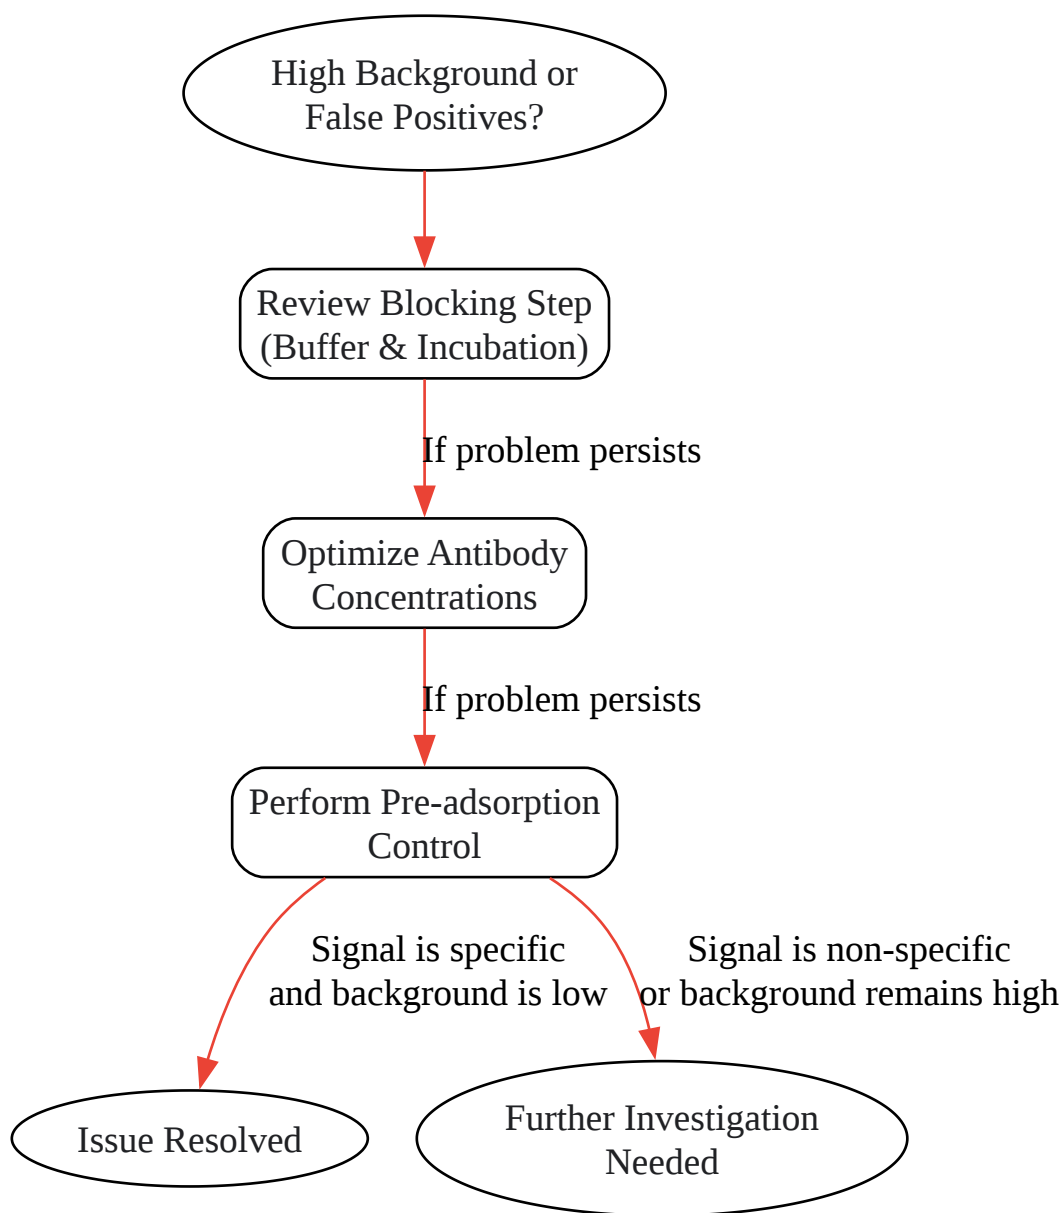 High Background or
False Positives?
Review Blocking Step
(Buffer & Incubation)
If problem persists
Optimize Antibody
Concentrations
If problem persists
Perform Pre-adsorption
Control
Signal is specific
and background is low
Signal is non-specific
or background remains high
Issue Resolved
Further Investigation
Needed